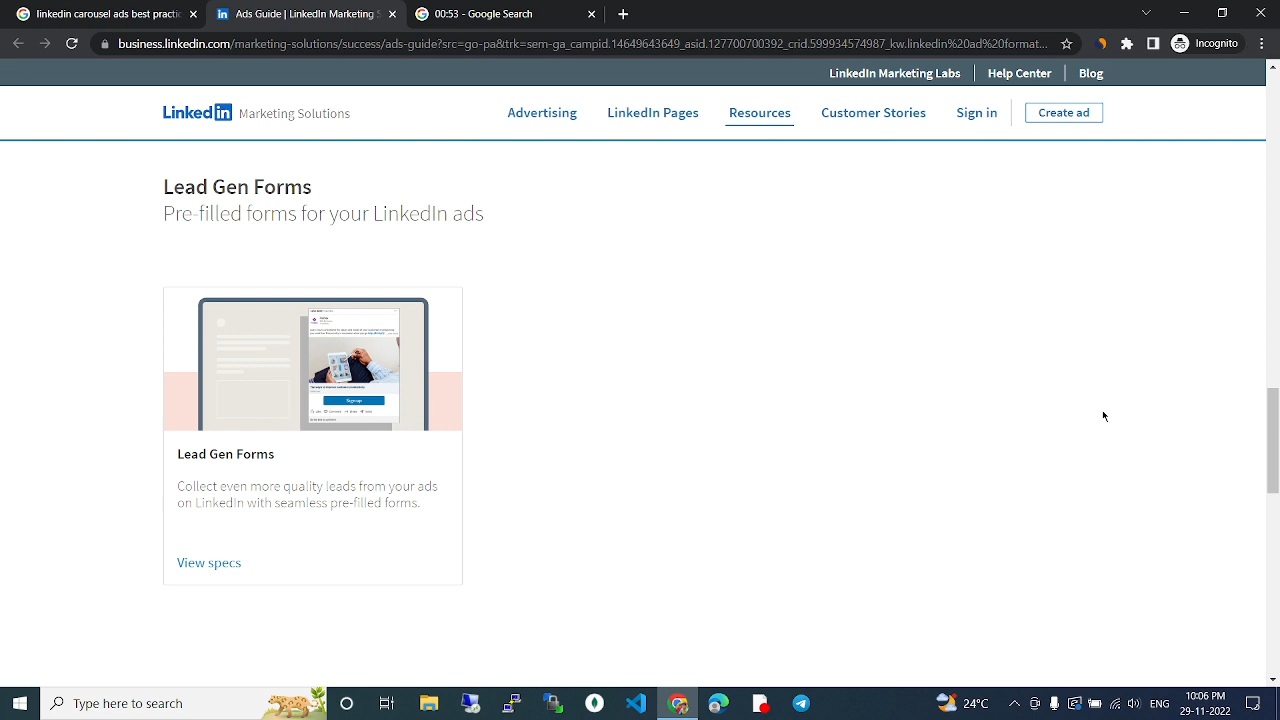 linkedin carousel ads best practic
Ads Guide | LinkedIn Marketing S
00:53 - Google Search
business.linkedin.com/marketing-solutions/success/ads-guide?src=go-pa&trk=sem-ga_campid.14649643649_asid.127700700392_crid.599934574987_kw.linkedin%20ad%20format...
Incognito
LinkedIn Marketing Labs
Help Center
Blog
Linked in Marketing Solutions
Advertising
LinkedIn Pages
Resources
Customer Stories
Sign in
Create ad
Lead Gen Forms
Pre-filled forms for your LinkedIn ads
Sign up
Lead Gen Forms
Collect even more quality leads from your ads
on LinkedIn with seamless pre-filled forms.
View specs
Type here to search
24°C
ENG
10:06 PM
29-11-2022